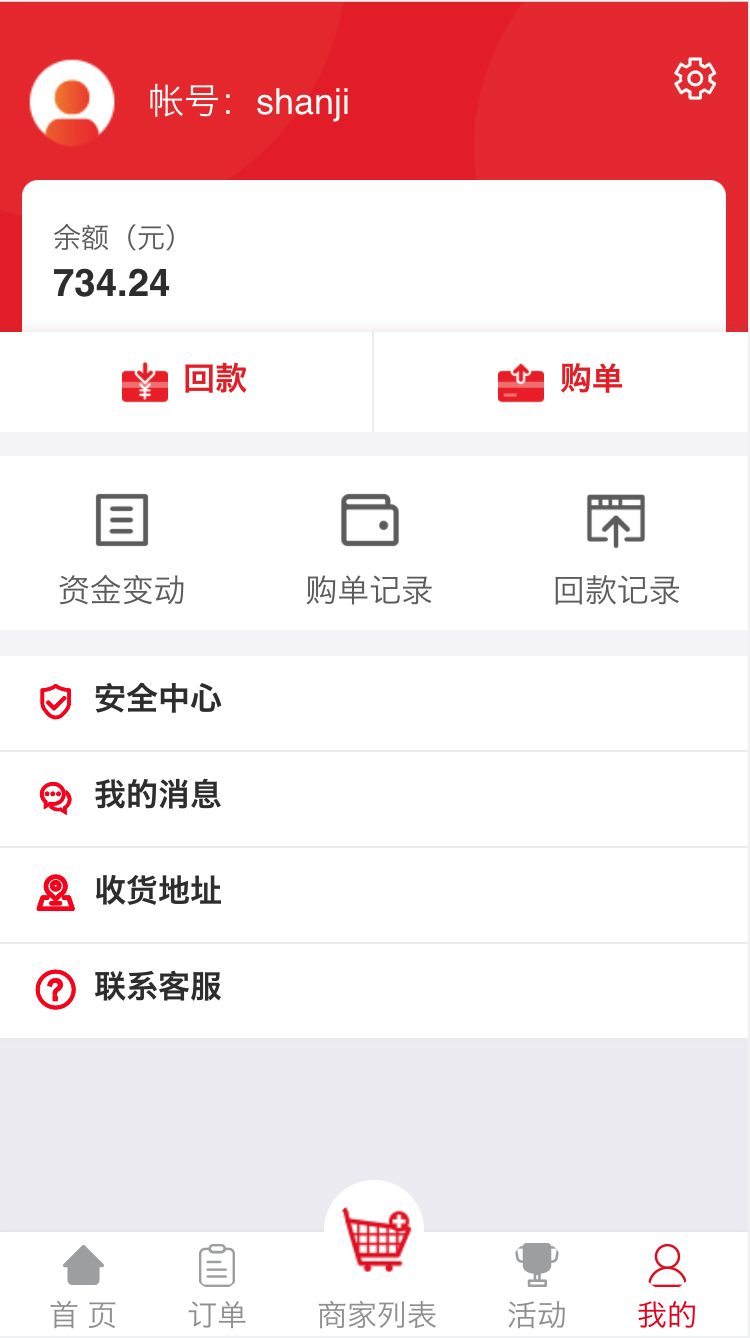 帐号：shanji
余额（元）
734.24
回款
购单
资金变动
购单记录
回款记录
安全中心
我的消息
收货地址
联系客服
首 页
订单
商家列表
活动
我的